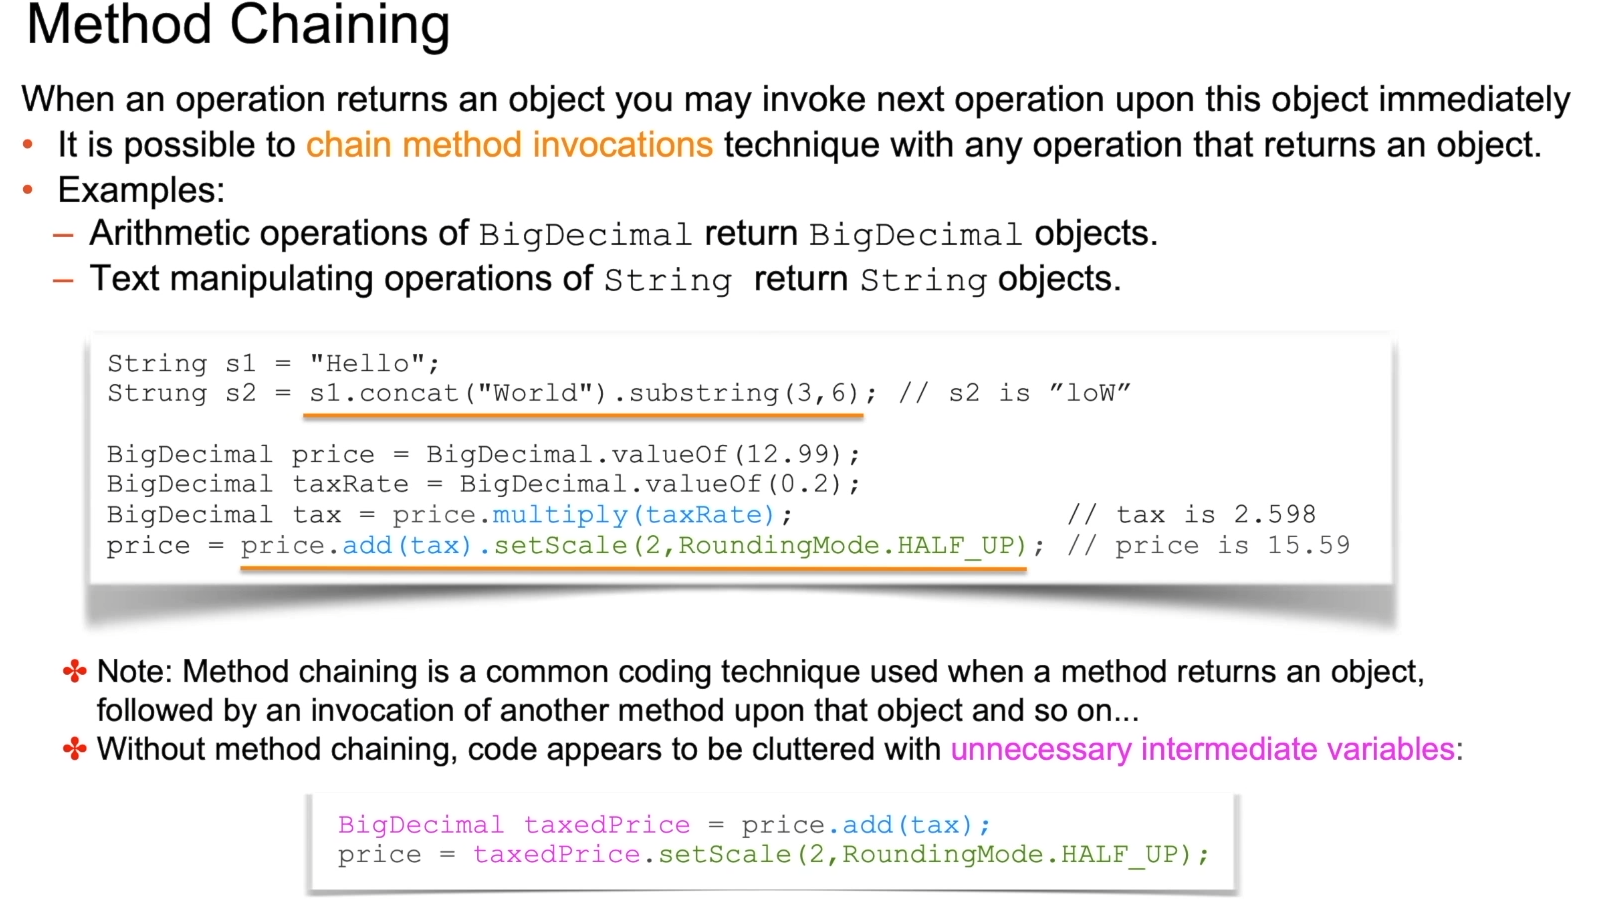 Method Chaining
When an operation returns an object you may invoke next operation upon this object immediately
• It is possible to chain method invocations technique with any operation that returns an object.
• Examples:
– Arithmetic operations of BigDecimal return BigDecimal objects.
– Text manipulating operations of String return String objects.
String s1 = "Hello";
Strung s2 = s1.concat("World").substring(3,6); // s2 is ”loW”
BigDecimal price = BigDecimal.valueOf(12.99);
BigDecimal taxRate = BigDecimal.valueOf(0.2);
BigDecimal tax = price.multiply(taxRate); // tax is 2.598
price = price.add(tax).setScale(2,RoundingMode.HALF_UP); // price is 15.59
✤ Note: Method chaining is a common coding technique used when a method returns an object,
followed by an invocation of another method upon that object and so on...
✤ Without method chaining, code appears to be cluttered with unnecessary intermediate variables:
BigDecimal taxedPrice = price.add(tax);
price = taxedPrice.setScale(2,RoundingMode.HALF_UP);